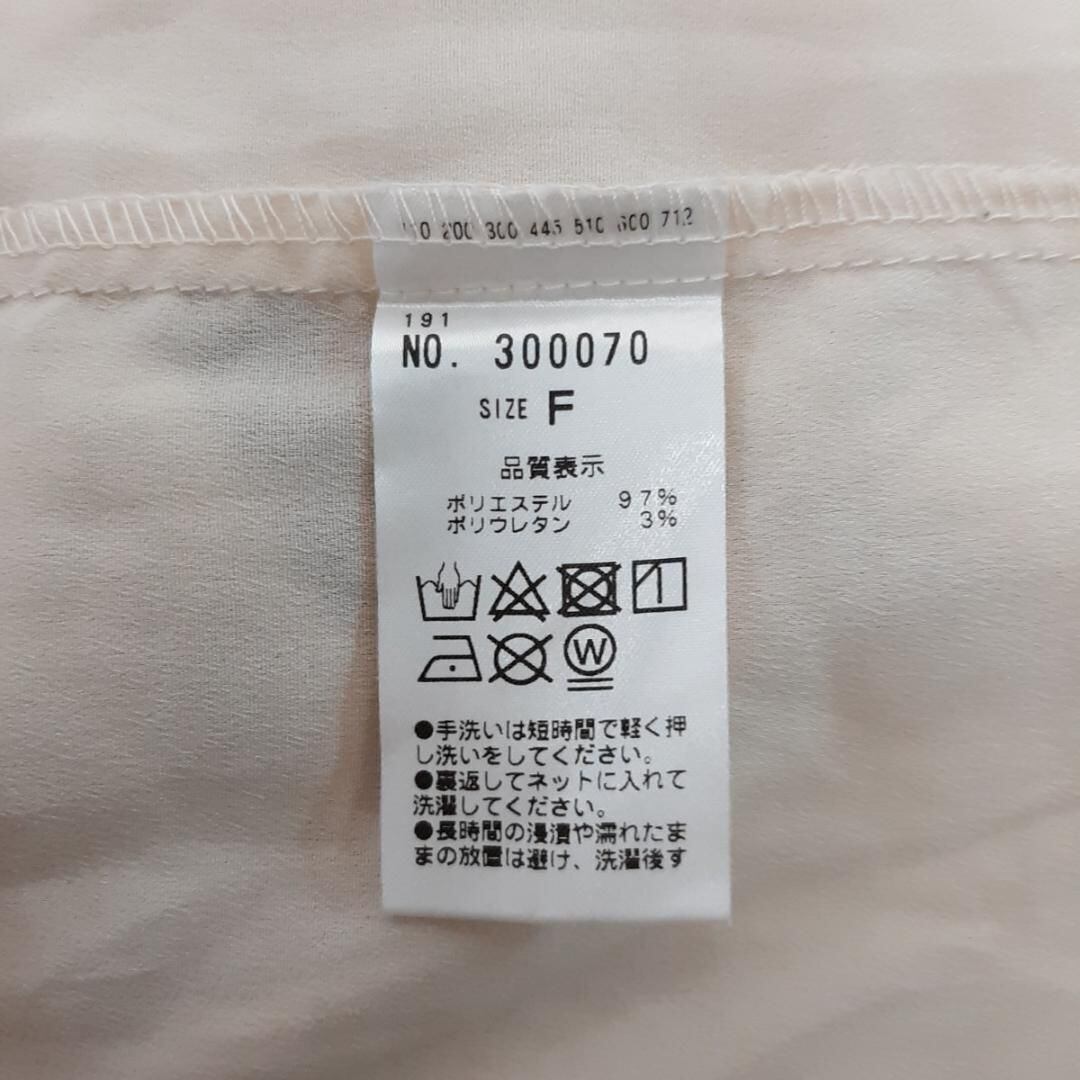 200 300 445 510 600 712
191
NO. 300070
SIZE F
品質表示
ポリエステル 97%
ポリウレタン 3%
W
●手洗いは短時間で軽く押
し洗いをしてください。
●裏返してネットに入れて
洗濯してください。
●長時間の浸漬や濡れたま
まの放置は避け、洗濯後す